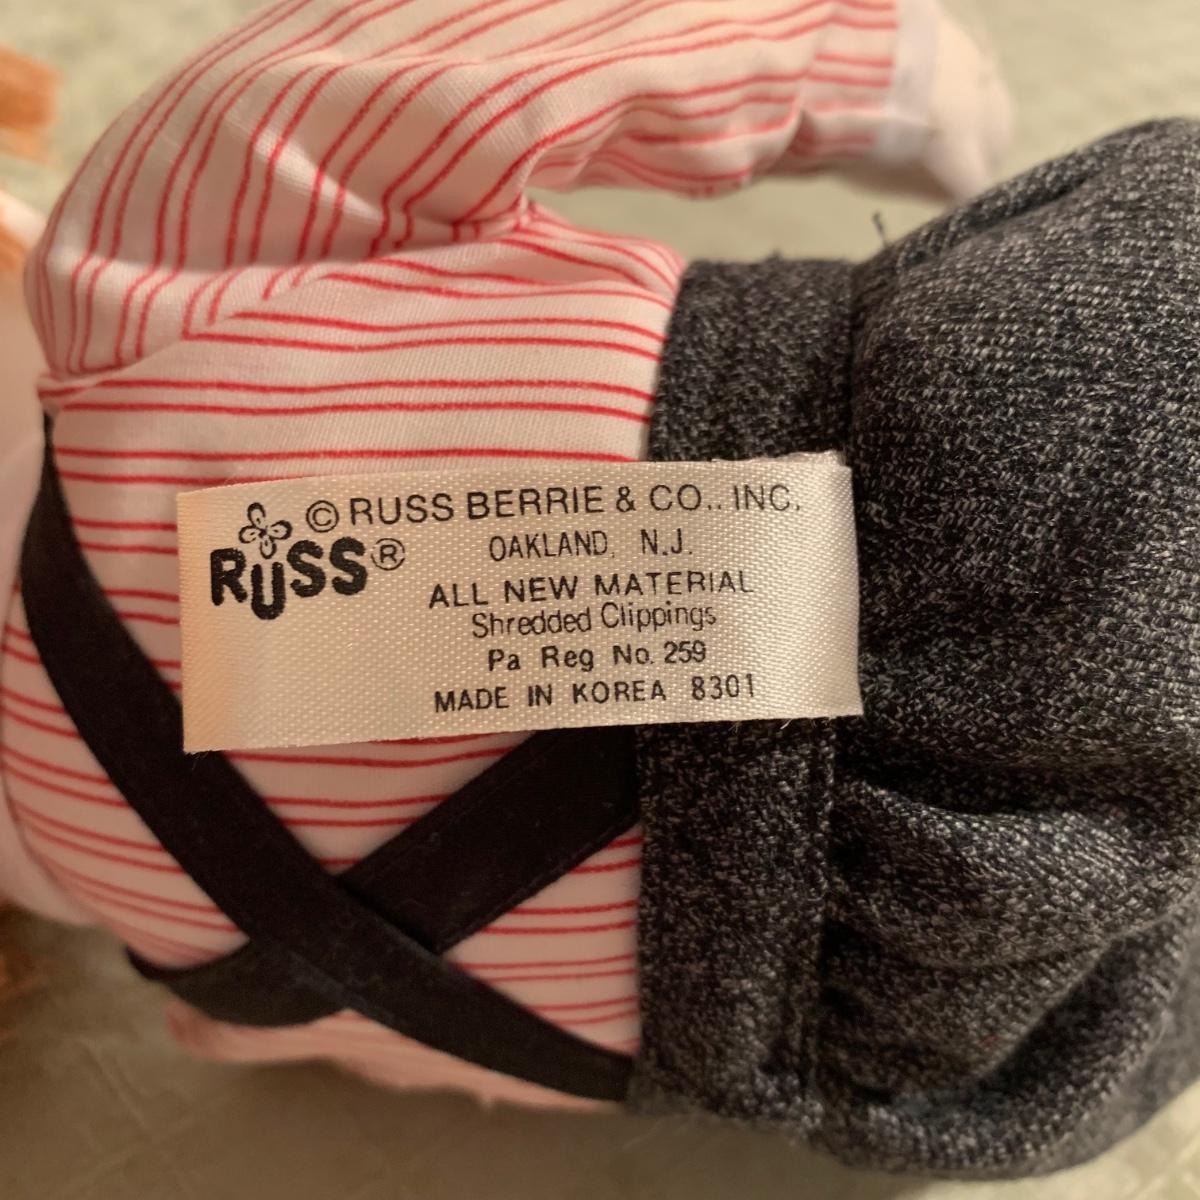 © RUSS BERRIE & CO., INC.
RUSS®
OAKLAND, N.J.
ALL NEW MATERIAL
Shredded Clippings
Pa Reg No. 259
MADE IN KOREA 8301